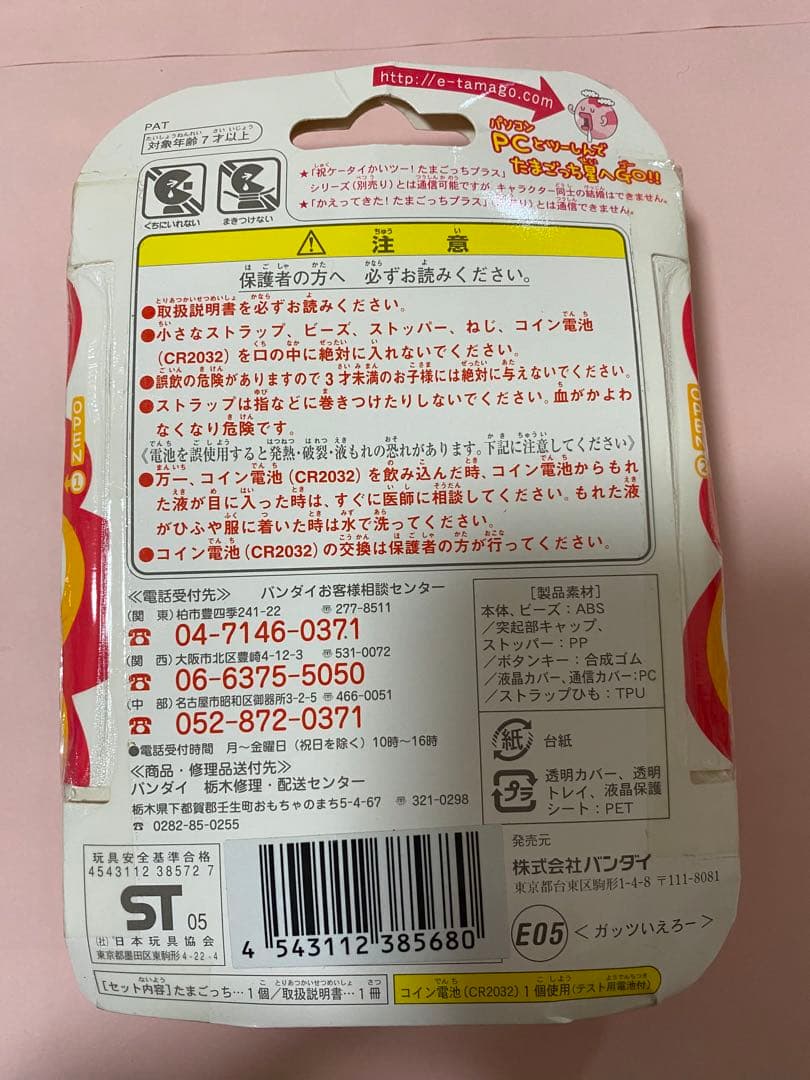 http://e-tamago.com
PAT
対象年齢7才以上
パソコン
PCとツーしんで
たまごっち星へGO!!
★「祝ケータイかいツー!たまごっちプラス」
シリーズ(別売り)とは通信可能ですが、キャラクター同士の結婚はできません。
★「かえってきた!たまごっちプラス」り)とは通信できません。
くちにいれない
まきつけない
注意
保護者の方へ 必ずお読みください。
●取扱説明書を必ずお読みください。
●小さなストラップ、ビーズ、ストッパー、ねじ、コイン電池
(CR2032)を口の中に絶対に入れないでください。
●誤飲の危険がありますので3才未満のお子様には絶対に与えないでください。
●ストラップは指などに巻きつけたりしないでください。血がかよわ
なくなり危険です。
《電池を誤使用すると発熱・破裂・液もれの恐れがあります。下記に注意してください》
●万一、コイン電池(CR2032)を飲み込んだ時、コイン電池からもれ
た液が目に入った時は、すぐに医師に相談してください。もれた液
がひふや服に着いた時は水で洗ってください。
●コイン電池(CR2032)の交換は保護者の方が行ってください。
OPEN
1
OPEN
2
≪電話受付先≫ バンダイお客様相談センター
(関 東)柏市豊四季241-22 〠277-8511
☎ 04-7146-0371
(関 西)大阪市北区豊崎4-12-3 〠531-0072
☎ 06-6375-5050
(中 部)名古屋市昭和区御器所3-2-5 〠466-0051
☎ 052-872-0371
●電話受付時間 月〜金曜日(祝日を除く)10時〜16時
≪商品・修理品送付先≫
バンダイ 栃木修理・配送センター
栃木県下都賀郡壬生町おもちゃのまち5-4-67 〠321-0298
☎ 0282-85-0255
[製品素材]
本体、ビーズ:ABS
/突起部キャップ、
ストッパー:PP
/ボタンキー:合成ゴム
/液晶カバー、通信カバー:PC
/ストラップひも:TPU
紙 台紙
プラ 透明カバー、透明
トレイ、液晶保護
シート:PET
発売元
株式会社バンダイ
東京都台東区駒形1-4-8 〒111-8081
E05 <ガッツいえろー>
玩具安全基準合格
4543112 38572 7
ST 05
(社)日本玩具協会
東京都墨田区東駒形4-22-4
4 543112 385680
[セット内容]たまごっち…1個/取扱説明書…1冊
コイン電池(CR2032)1個使用(テスト用電池付)